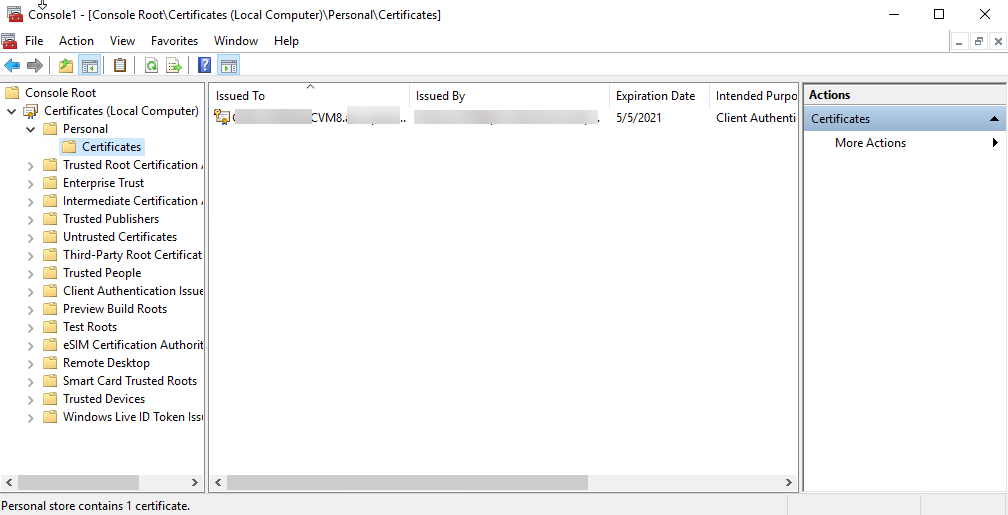 Console1 - [Console Root\Certificates (Local Computer)\Personal\Certificates]
File Action View Favorites Window Help
Console Root
Certificates (Local Computer)
Personal
Certificates
Trusted Root Certification
Enterprise Trust
Intermediate Certification
Trusted Publishers
Untrusted Certificates
Third-Party Root Certificat
Trusted People
Client Authentication Issue
Preview Build Roots
Test Roots
eSIM Certification Authorit
Remote Desktop
Smart Card Trusted Roots
Trusted Devices
Windows Live ID Token Issu
Issued To Issued By Expiration Date Intended Purpo
CVM8. ... 5/5/2021 Client Authenti
Actions
Certificates
More Actions
Personal store contains 1 certificate.